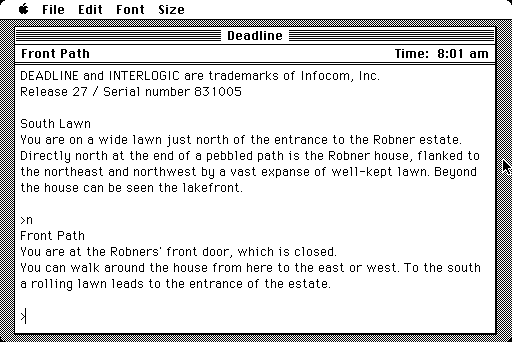 File Edit Font Size
Deadline
Front Path Time: 8:01 am
DEADLINE and INTERLOGIC are trademarks of Infocom, Inc.
Release 27 / Serial number 831005
South Lawn
You are on a wide lawn just north of the entrance to the Robner estate.
Directly north at the end of a pebbled path is the Robner house, flanked to
the northeast and northwest by a vast expanse of well-kept lawn. Beyond
the house can be seen the lakefront.
>n
Front Path
You are at the Robners' front door, which is closed.
You can walk around the house from here to the east or west. To the south
a rolling lawn leads to the entrance of the estate.
>